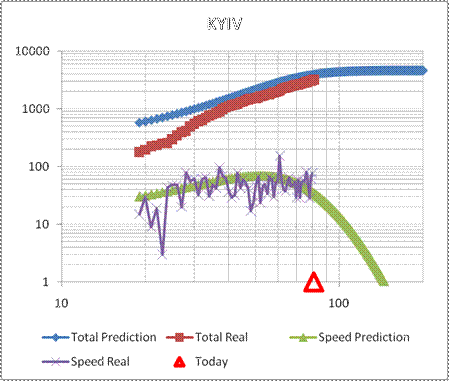 KYIV
10000
1000
100
10
1
10
100
Total Prediction
Total Real
Speed Prediction
Speed Real
Today